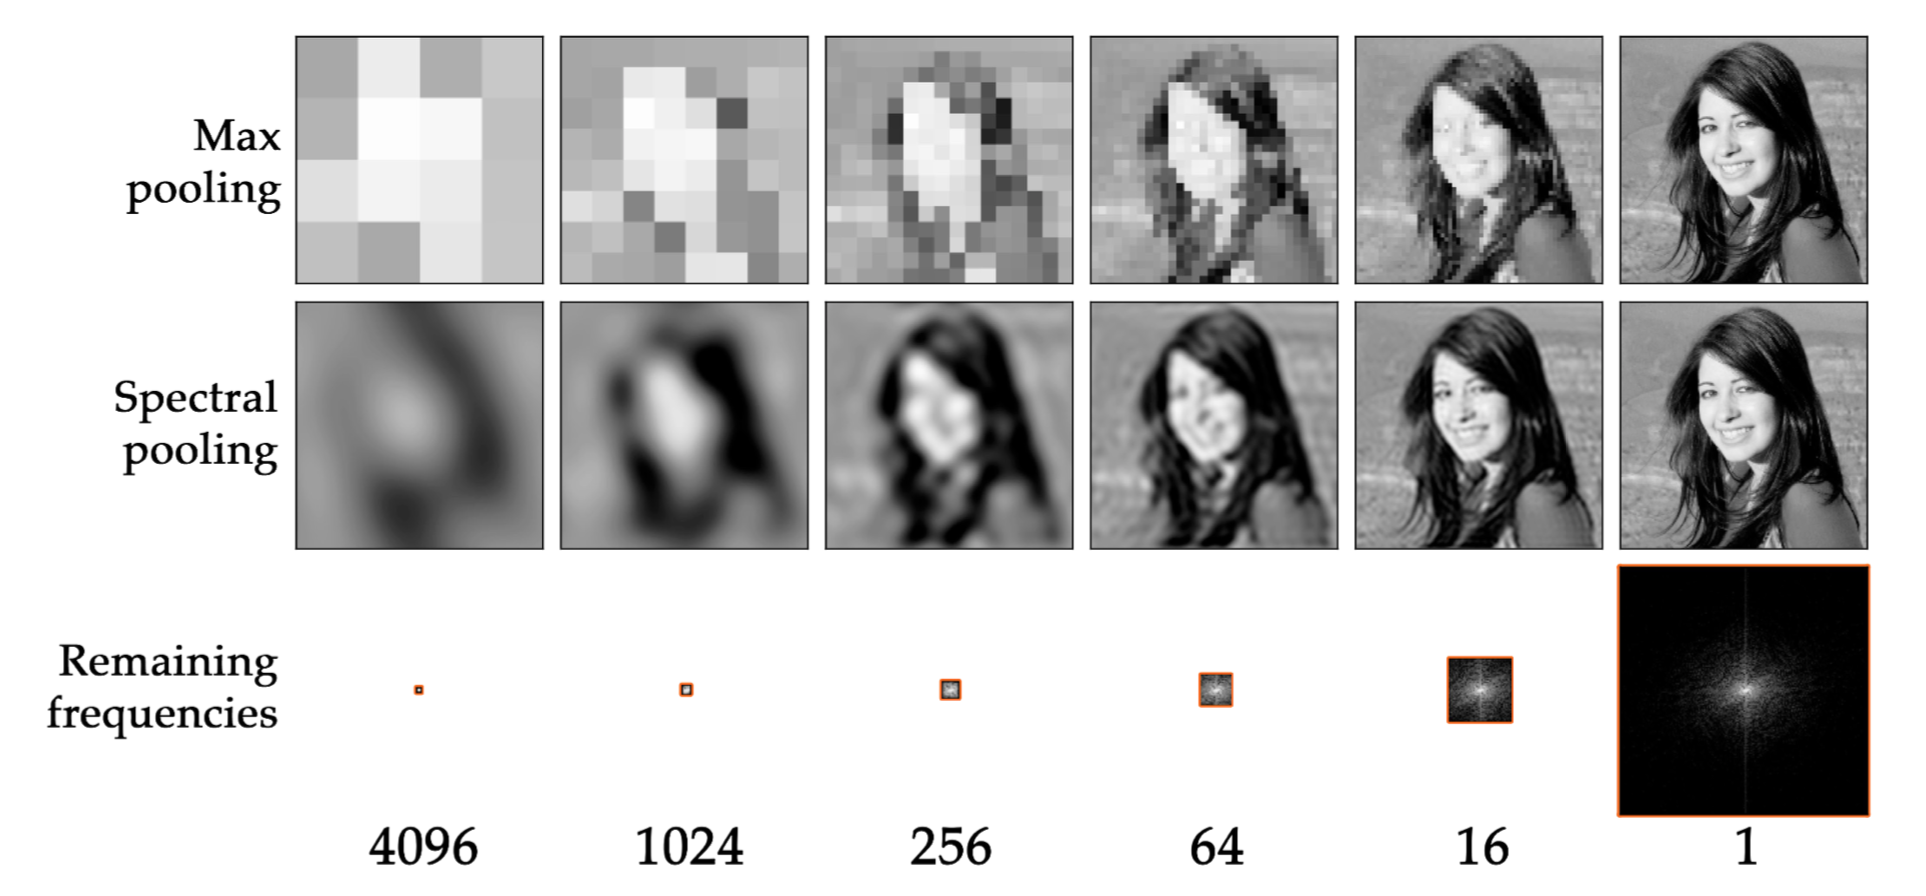 Max
pooling
Spectral
pooling
Remaining
frequencies
4096 1024 256 64 16 1